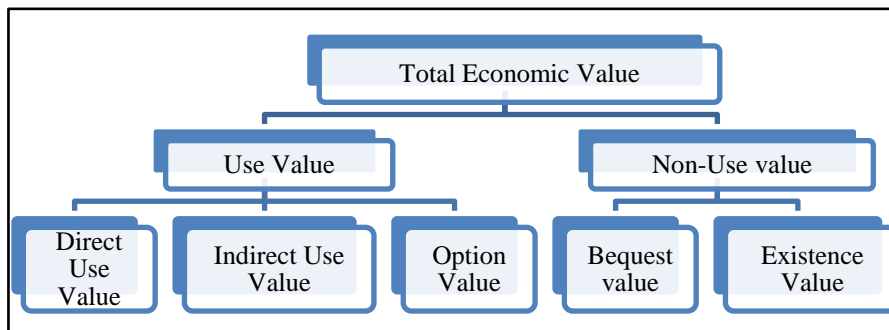 Total Economic Value
Use Value
Non-Use value
Direct
Use
Value
Indirect Use
Value
Option
Value
Bequest
value
Existence
Value